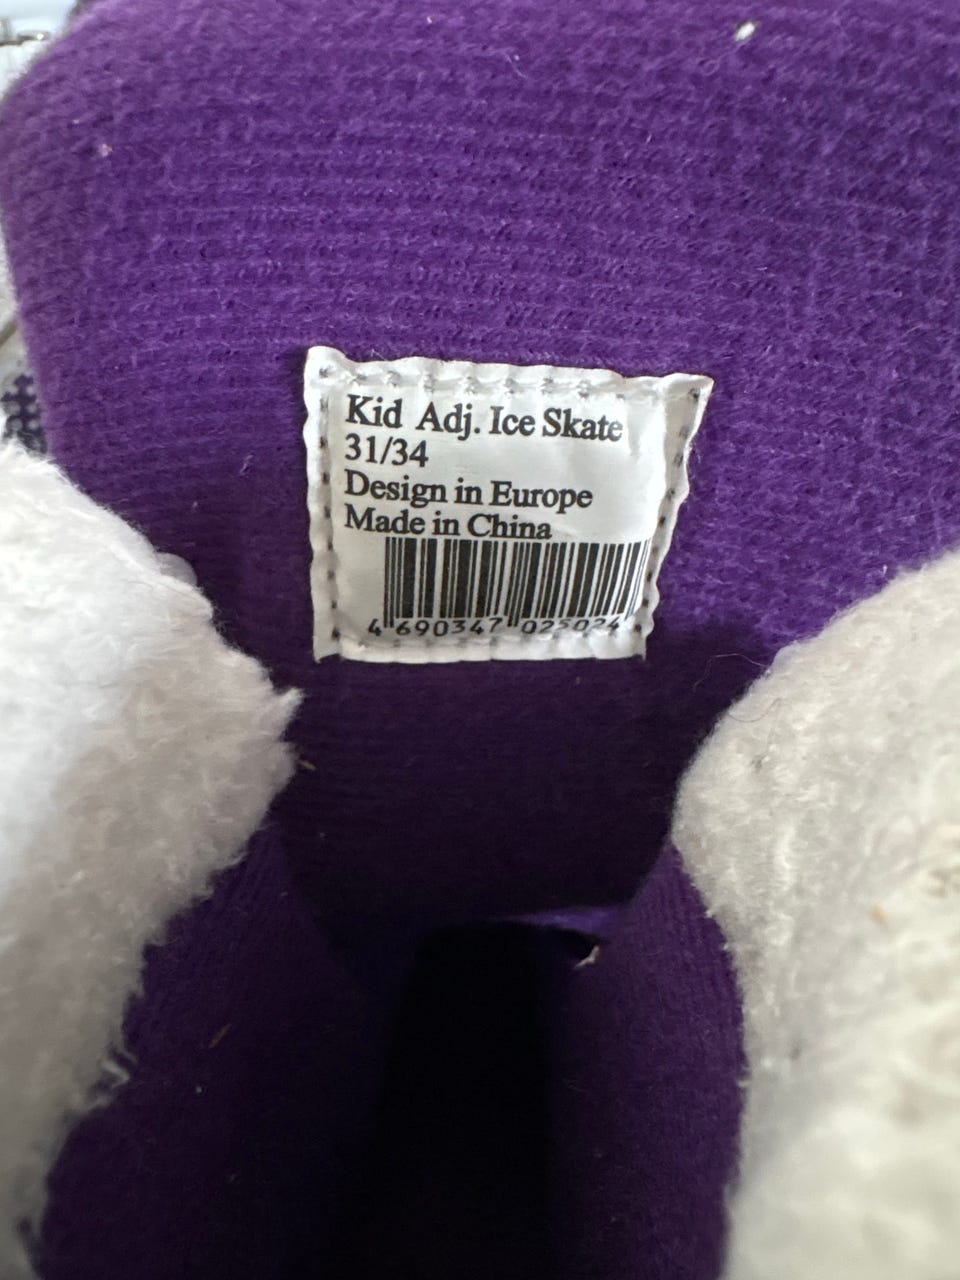 Kid Adj. Ice Skate
31/34
Design in Europe
Made in China
4 690347 025024